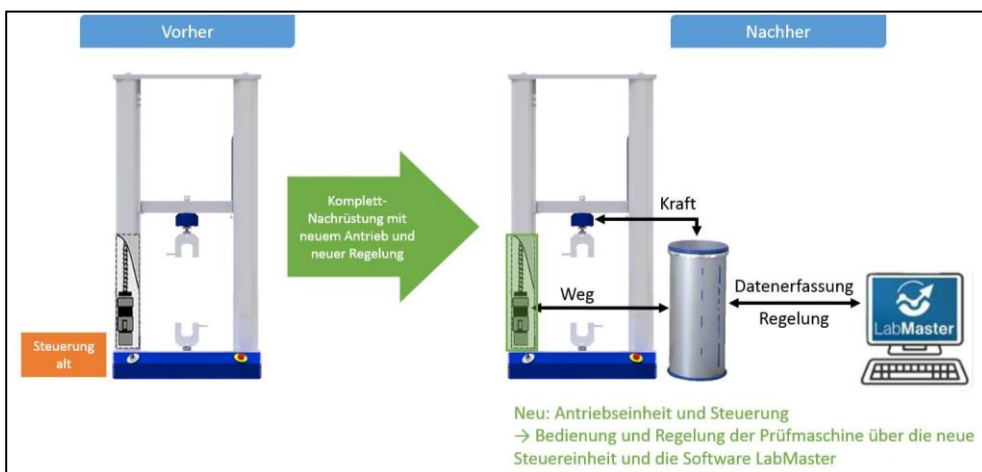 Vorher
Nachher
Komplett-
Nachrüstung mit
neuem Antrieb und
neuer Regelung
Kraft
Weg
Datenerfassung
Regelung
LabMaster
Steuerung
alt
Neu: Antriebseinheit und Steuerung
→ Bedienung und Regelung der Prüfmaschine über die neue
Steuereinheit und die Software LabMaster